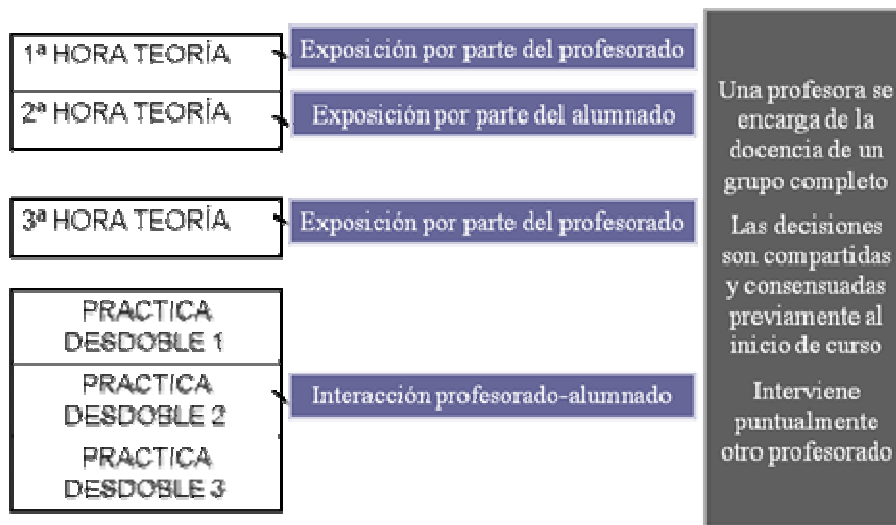 1ª HORA TEORÍA
Exposición por parte del profesorado
2ª HORA TEORÍA
Exposición por parte del alumnado
3ª HORA TEORÍA
Exposición por parte del profesorado
PRACTICA
DESDOBLE 1
PRACTICA
DESDOBLE 2
PRACTICA
DESDOBLE 3
Interacción profesorado-alumnado
Una profesora se
encarga de la
docencia de un
grupo completo
Las decisiones
son compartidas
y consensuadas
previamente al
inicio de curso
Interviene
puntualmente
otro profesorado